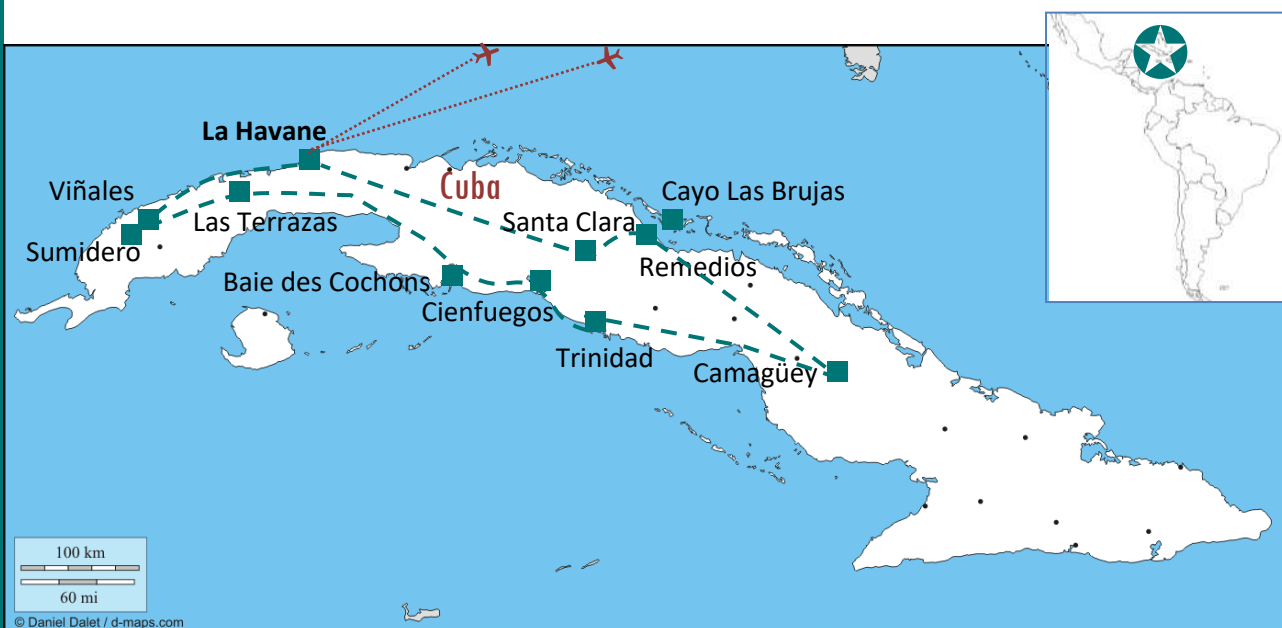 La Havane
Viñales
Cuba
Cayo Las Brujas
Las Terrazas
Santa Clara
Sumidero
Remedios
Baie des Cochons
Cienfuegos
Trinidad
Camagüey
100 km
60 mi
© Daniel Dalet / d-maps.com